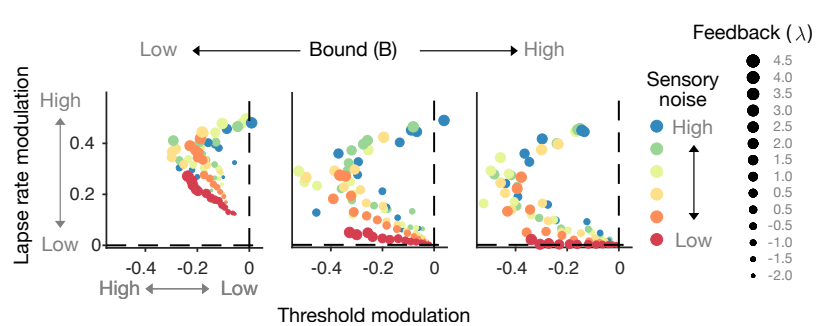 Feedback (λ)
Low Bound (B) High
4.5
4.0
3.5
3.0
2.5
2.0
1.5
1.0
0.5
0.0
-0.5
-1.0
-1.5
-2.0
Sensory
noise
High
Low
Lapse rate modulation
High
Low
0.4
0.2
0
-0.4 -0.2 0
-0.4 -0.2 0
-0.4 -0.2 0
High Low
Threshold modulation